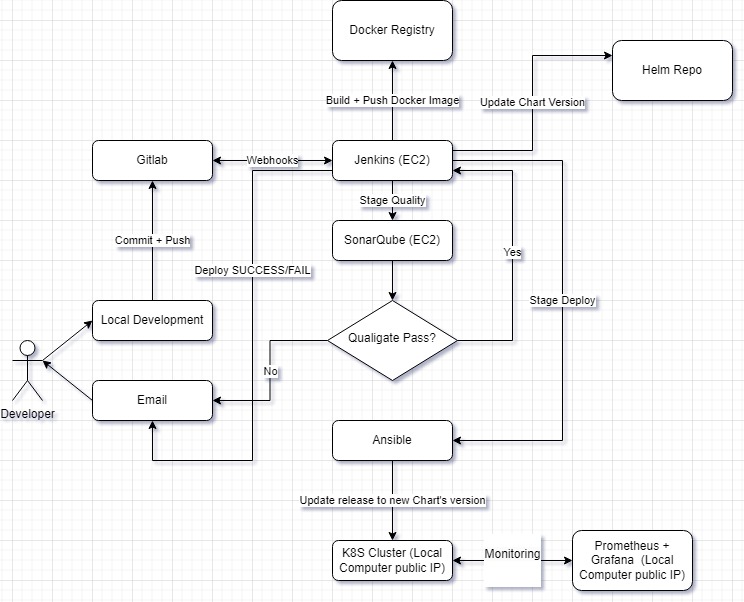 Docker Registry
Helm Repo
Build + Push Docker Image
Update Chart Version
Gitlab
Webhooks
Jenkins (EC2)
Stage Quality
Commit + Push
SonarQube (EC2)
Yes
Deploy SUCCESS/FAIL
Stage Deploy
Local Development
Qualigate Pass?
No
Email
Developer
Ansible
Update release to new Chart's version
K8S Cluster (Local
Computer public IP)
Monitoring
Prometheus +
Grafana (Local
Computer public IP)